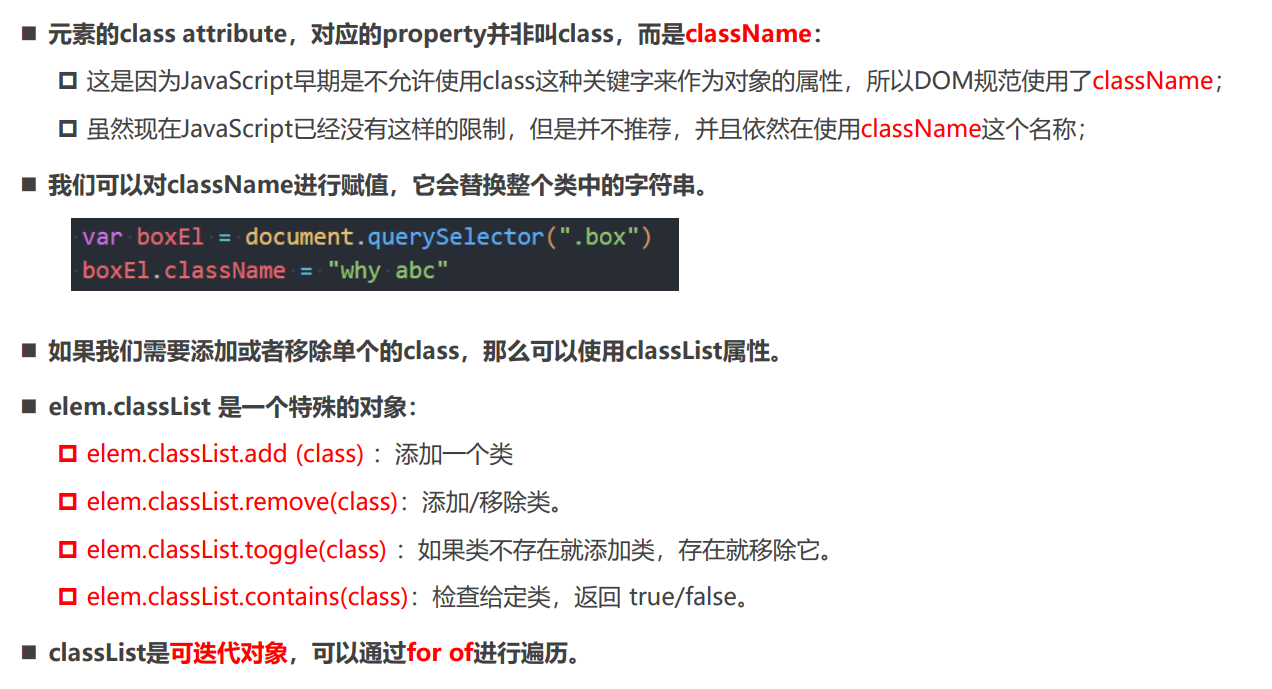 元素的class attribute，对应的property并非叫class，而是className：
这是因为JavaScript早期是不允许使用class这种关键字来作为对象的属性，所以DOM规范使用了className；
虽然现在JavaScript已经没有这样的限制，但是并不推荐，并且依然在使用className这个名称；
我们可以对className进行赋值，它会替换整个类中的字符串。
var boxEl = document.querySelector(".box")
boxEl.className = "why abc"
如果我们需要添加或者移除单个的class，那么可以使用classList属性。
elem.classList 是一个特殊的对象：
elem.classList.add (class) ：添加一个类
elem.classList.remove(class)：添加/移除类。
elem.classList.toggle(class) ：如果类不存在就添加类，存在就移除它。
elem.classList.contains(class)：检查给定类，返回 true/false。
classList是可迭代对象，可以通过for of进行遍历。